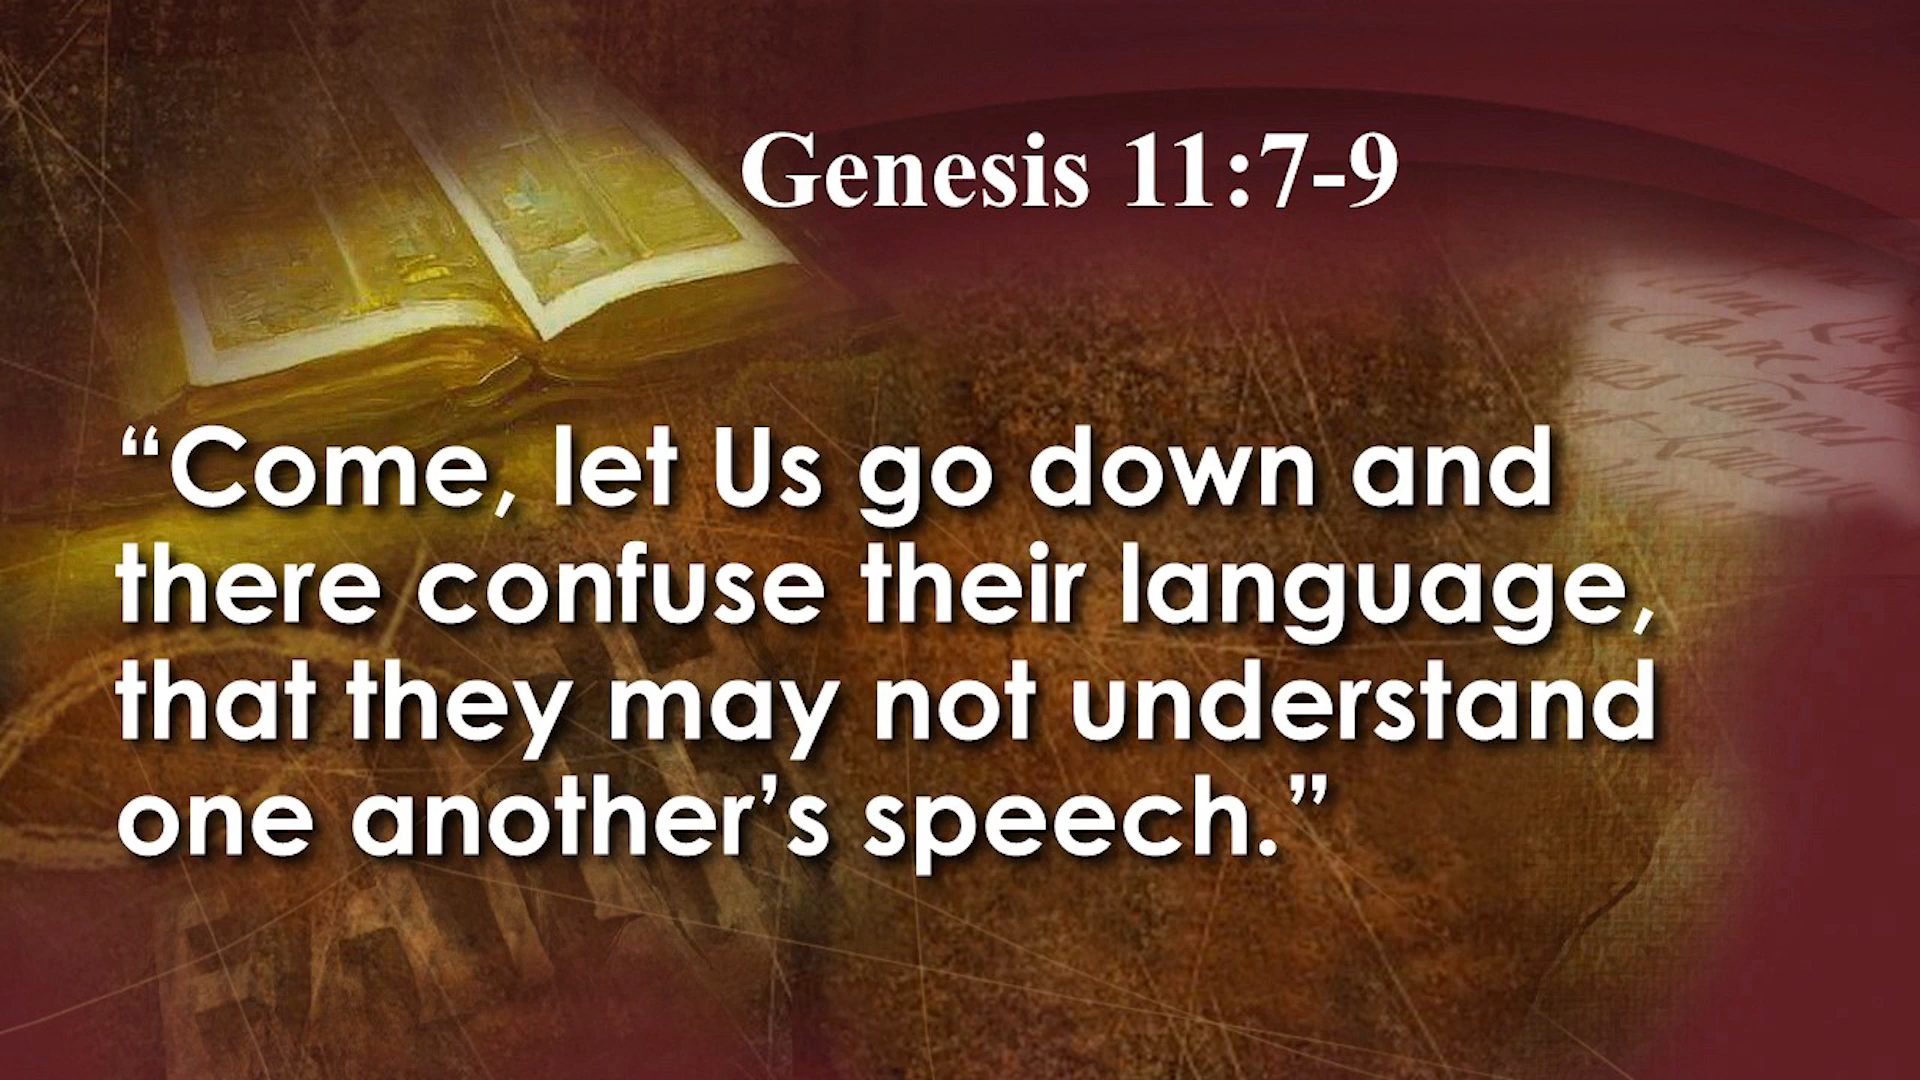 Genesis 11:7-9
“Come, let Us go down and
there confuse their language,
that they may not understand
one another’s speech.”